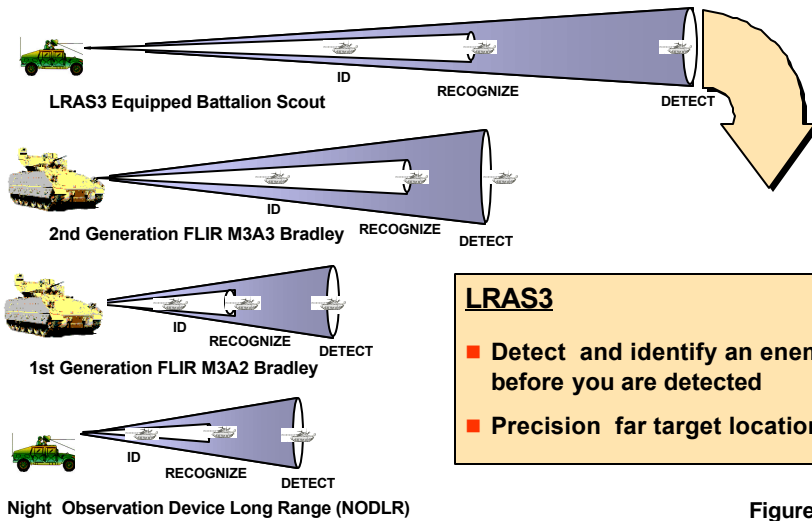 ID
RECOGNIZE
DETECT
LRAS3 Equipped Battalion Scout
ID
RECOGNIZE
DETECT
2nd Generation FLIR M3A3 Bradley
ID
RECOGNIZE
DETECT
1st Generation FLIR M3A2 Bradley
LRAS3
■ Detect and identify an
before you are detected
■ Precision far target location
ID
RECOGNIZE
DETECT
Night Observation Device Long Range (NODLR)
Figure